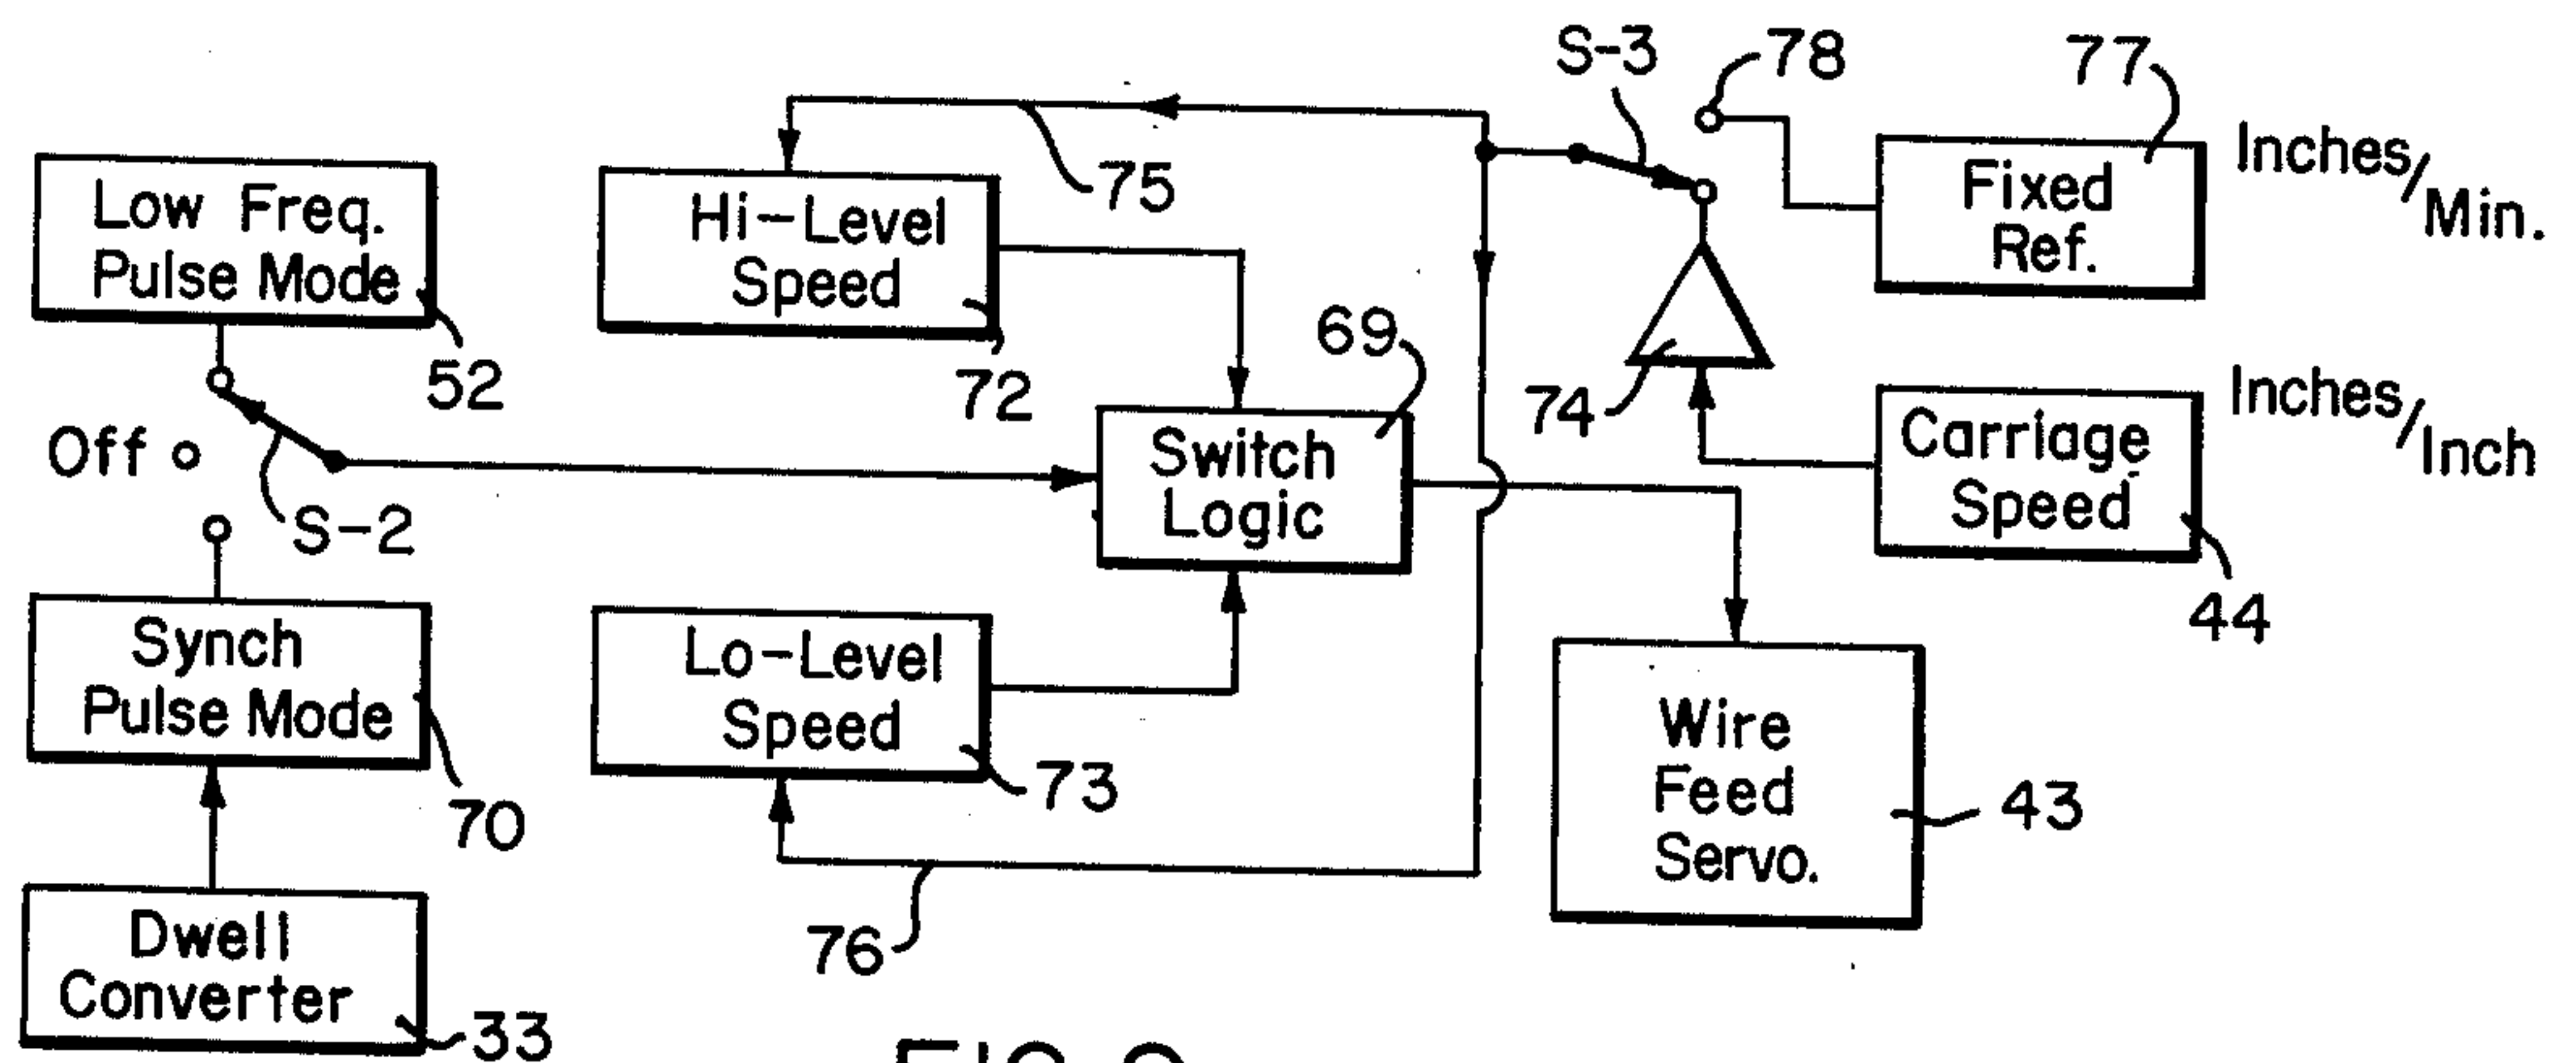 S-3
78
77
Fixed
Ref.
Inches/Min.
Low Freq.
Pulse Mode
52
75
Hi-Level
Speed
72
69
74
Carriage
Speed
Inches/Inch
44
Off
S-2
Switch
Logic
Synch
Pulse Mode
70
Lo-Level
Speed
73
Wire
Feed
Servo.
43
76
Dwell
Converter
33